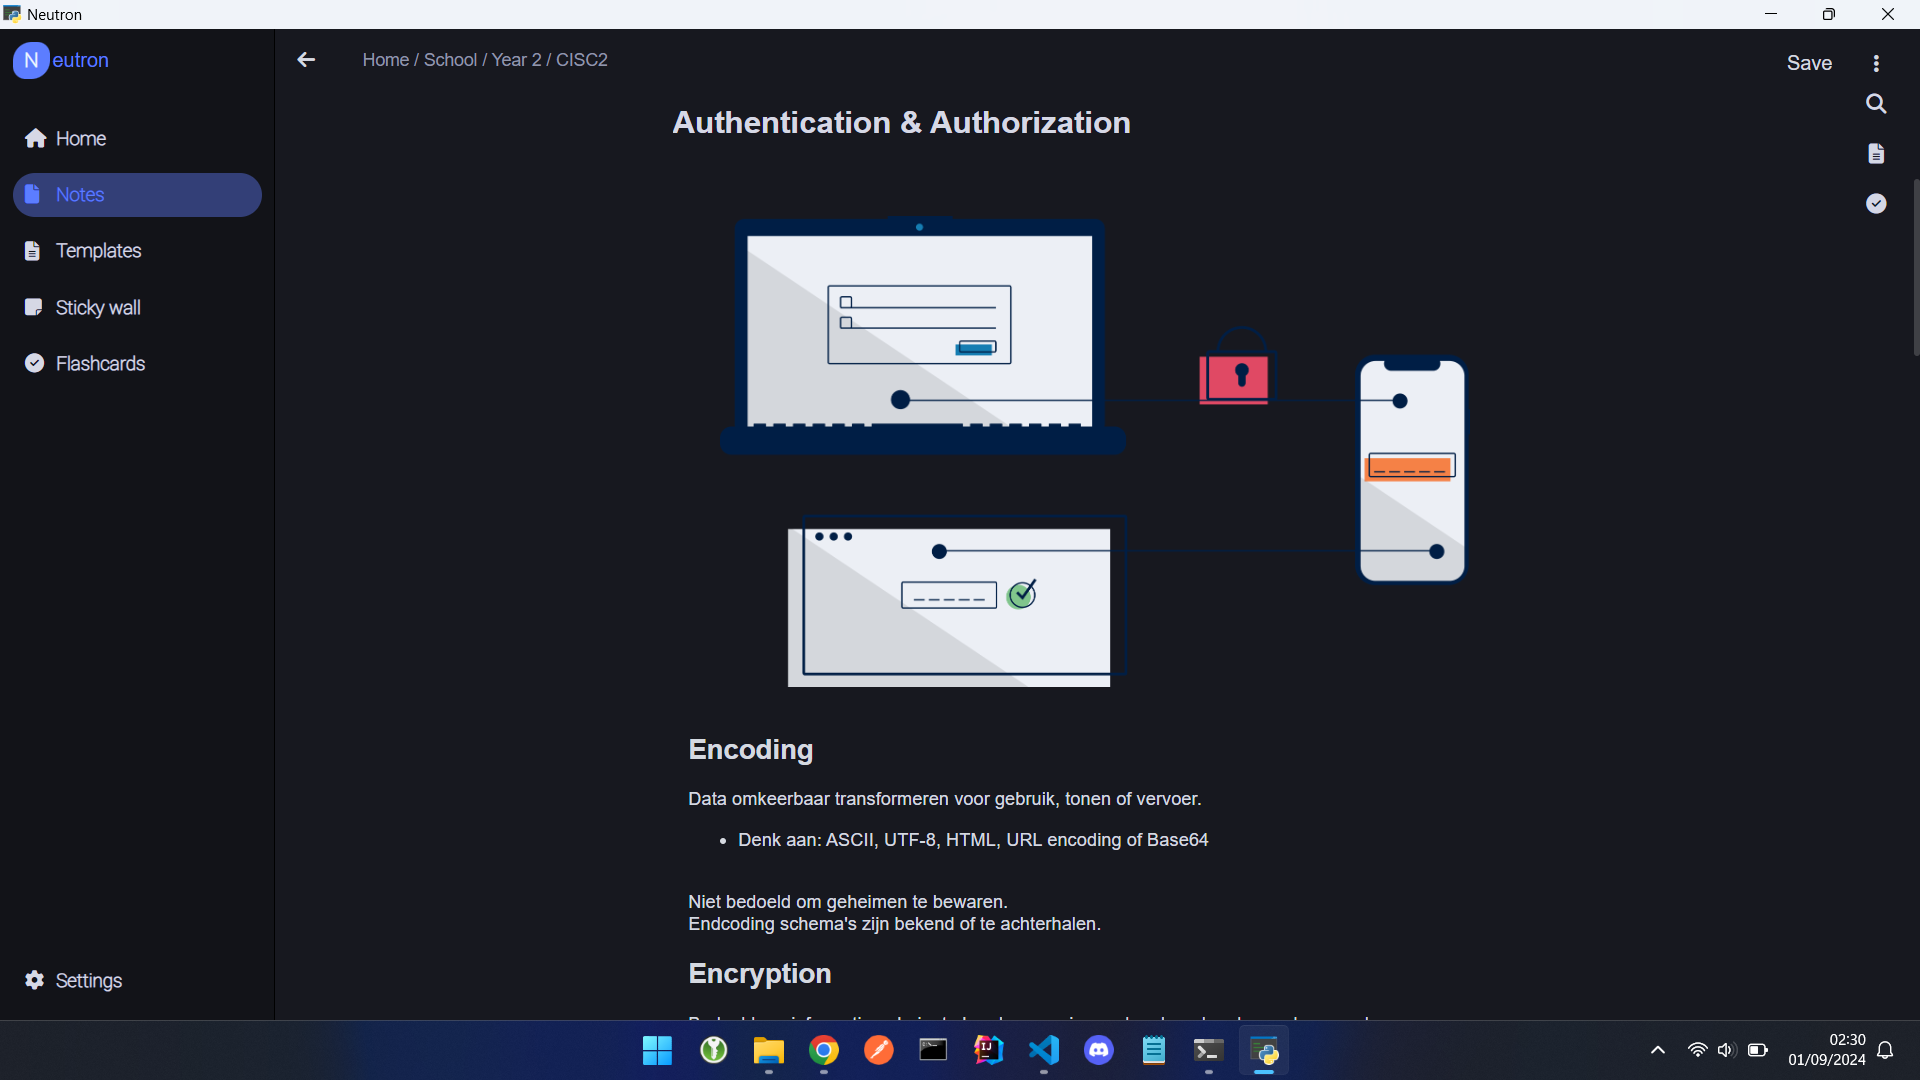 Neutron
Neutron
Home / School / Year 2 / CISC2
Save
Home
Notes
Templates
Sticky wall
Flashcards
Settings
Authentication & Authorization
Encoding
Data omkeerbaar transformeren voor gebruik, tonen of vervoer.
• Denk aan: ASCII, UTF-8, HTML, URL encoding of Base64
Niet bedoeld om geheimen te bewaren.
Endcoding schema's zijn bekend of te achterhalen.
Encryption
02:30
01/09/2024